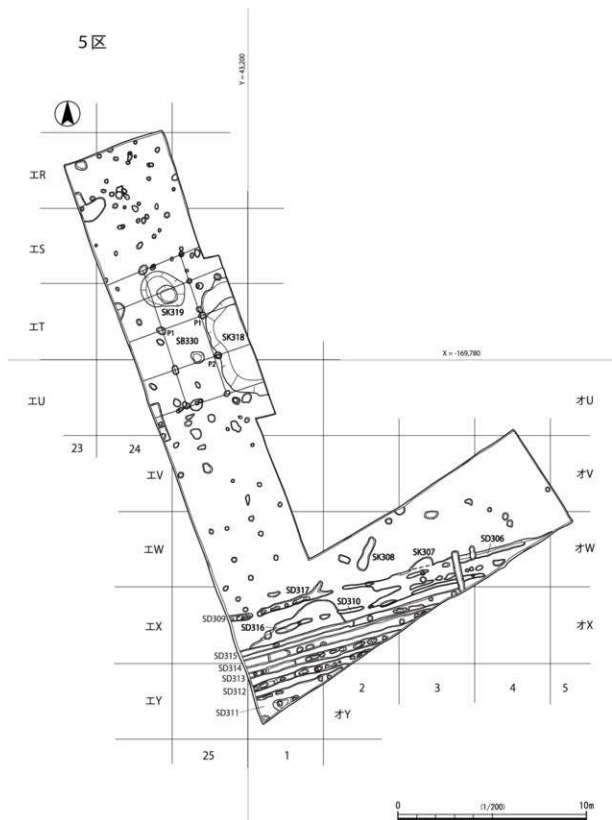 5区
Y = 43,200
エR
エS
SK319
エT
P1
P1
SK318
SB330
P2
X = -169,780
エU
オU
23
24
エV
オV
エW
SK308
SK307
SD306
オW
SD317
SD309
SD310
エX
SD316
オX
SD315
SD314
SD313
SD312
SD311
エY
オY
2
3
4
5
25
1
0
(1/200)
10m